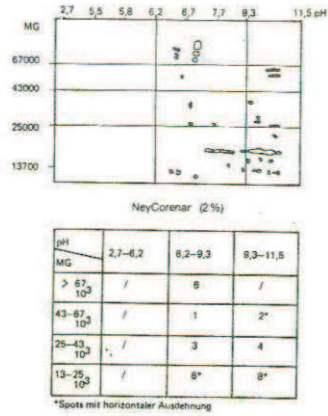 2,7 5,5 5,8 6,2 6,7 7,7 9,3 11,5 pH
MG
67000
43000
25000
13700
NeyCorenar (2%)
pH
MG
2,7–6,2 6,2–9,3 9,3–11,5
> 67 10³ / 6 /
43–67 10³ / 1 2*
25–43 10³ / 3 4
13–25 10³ / 6* 8*
*Spots mit horizontaler Ausdehnung